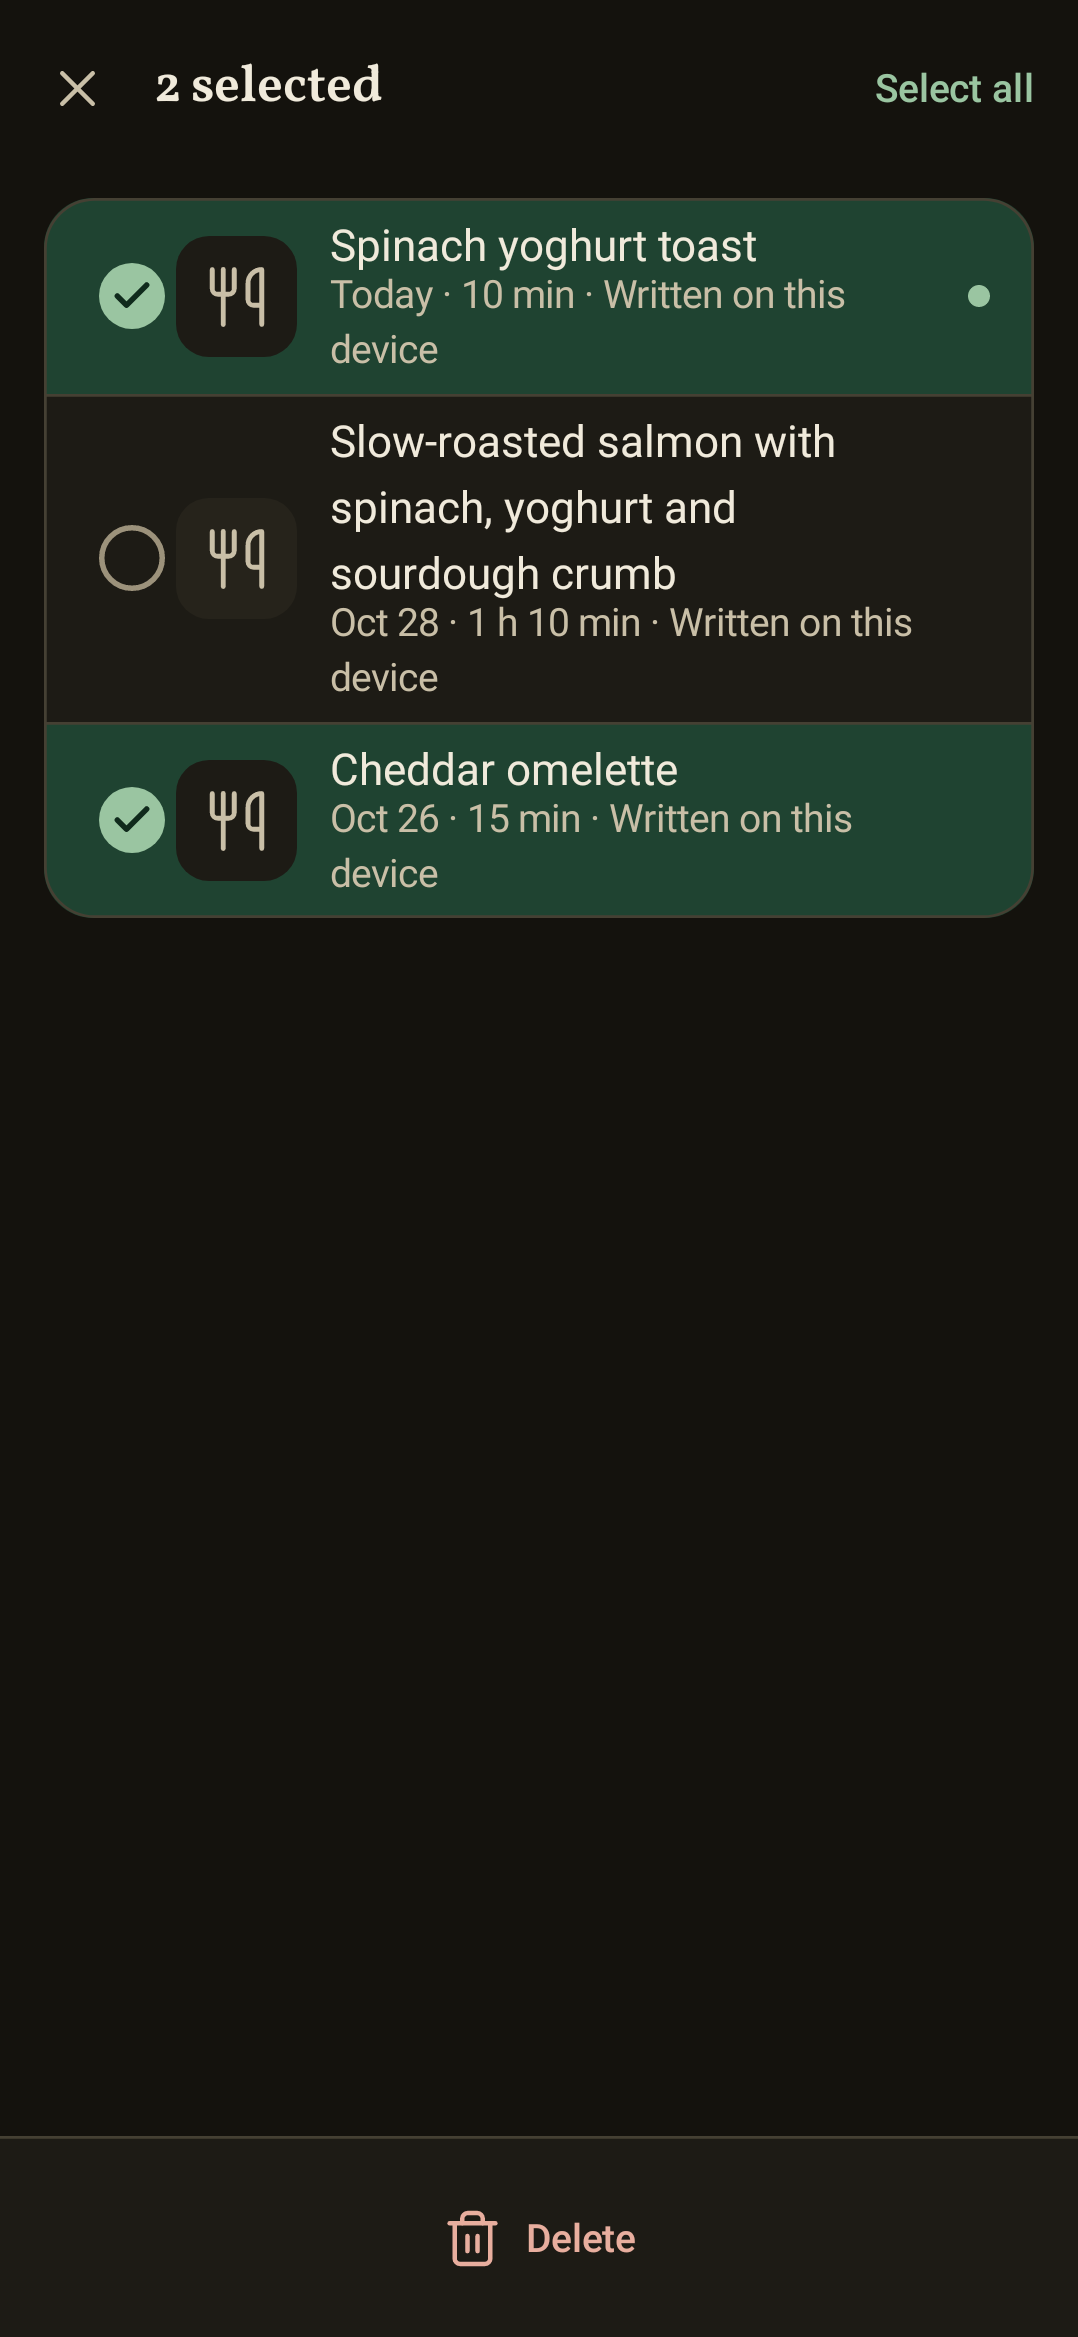 2 selected
Select all
Spinach yoghurt toast
Today · 10 min · Written on this
device
Slow-roasted salmon with
spinach, yoghurt and
sourdough crumb
Oct 28 · 1 h 10 min · Written on this
device
Cheddar omelette
Oct 26 · 15 min · Written on this
device
Delete